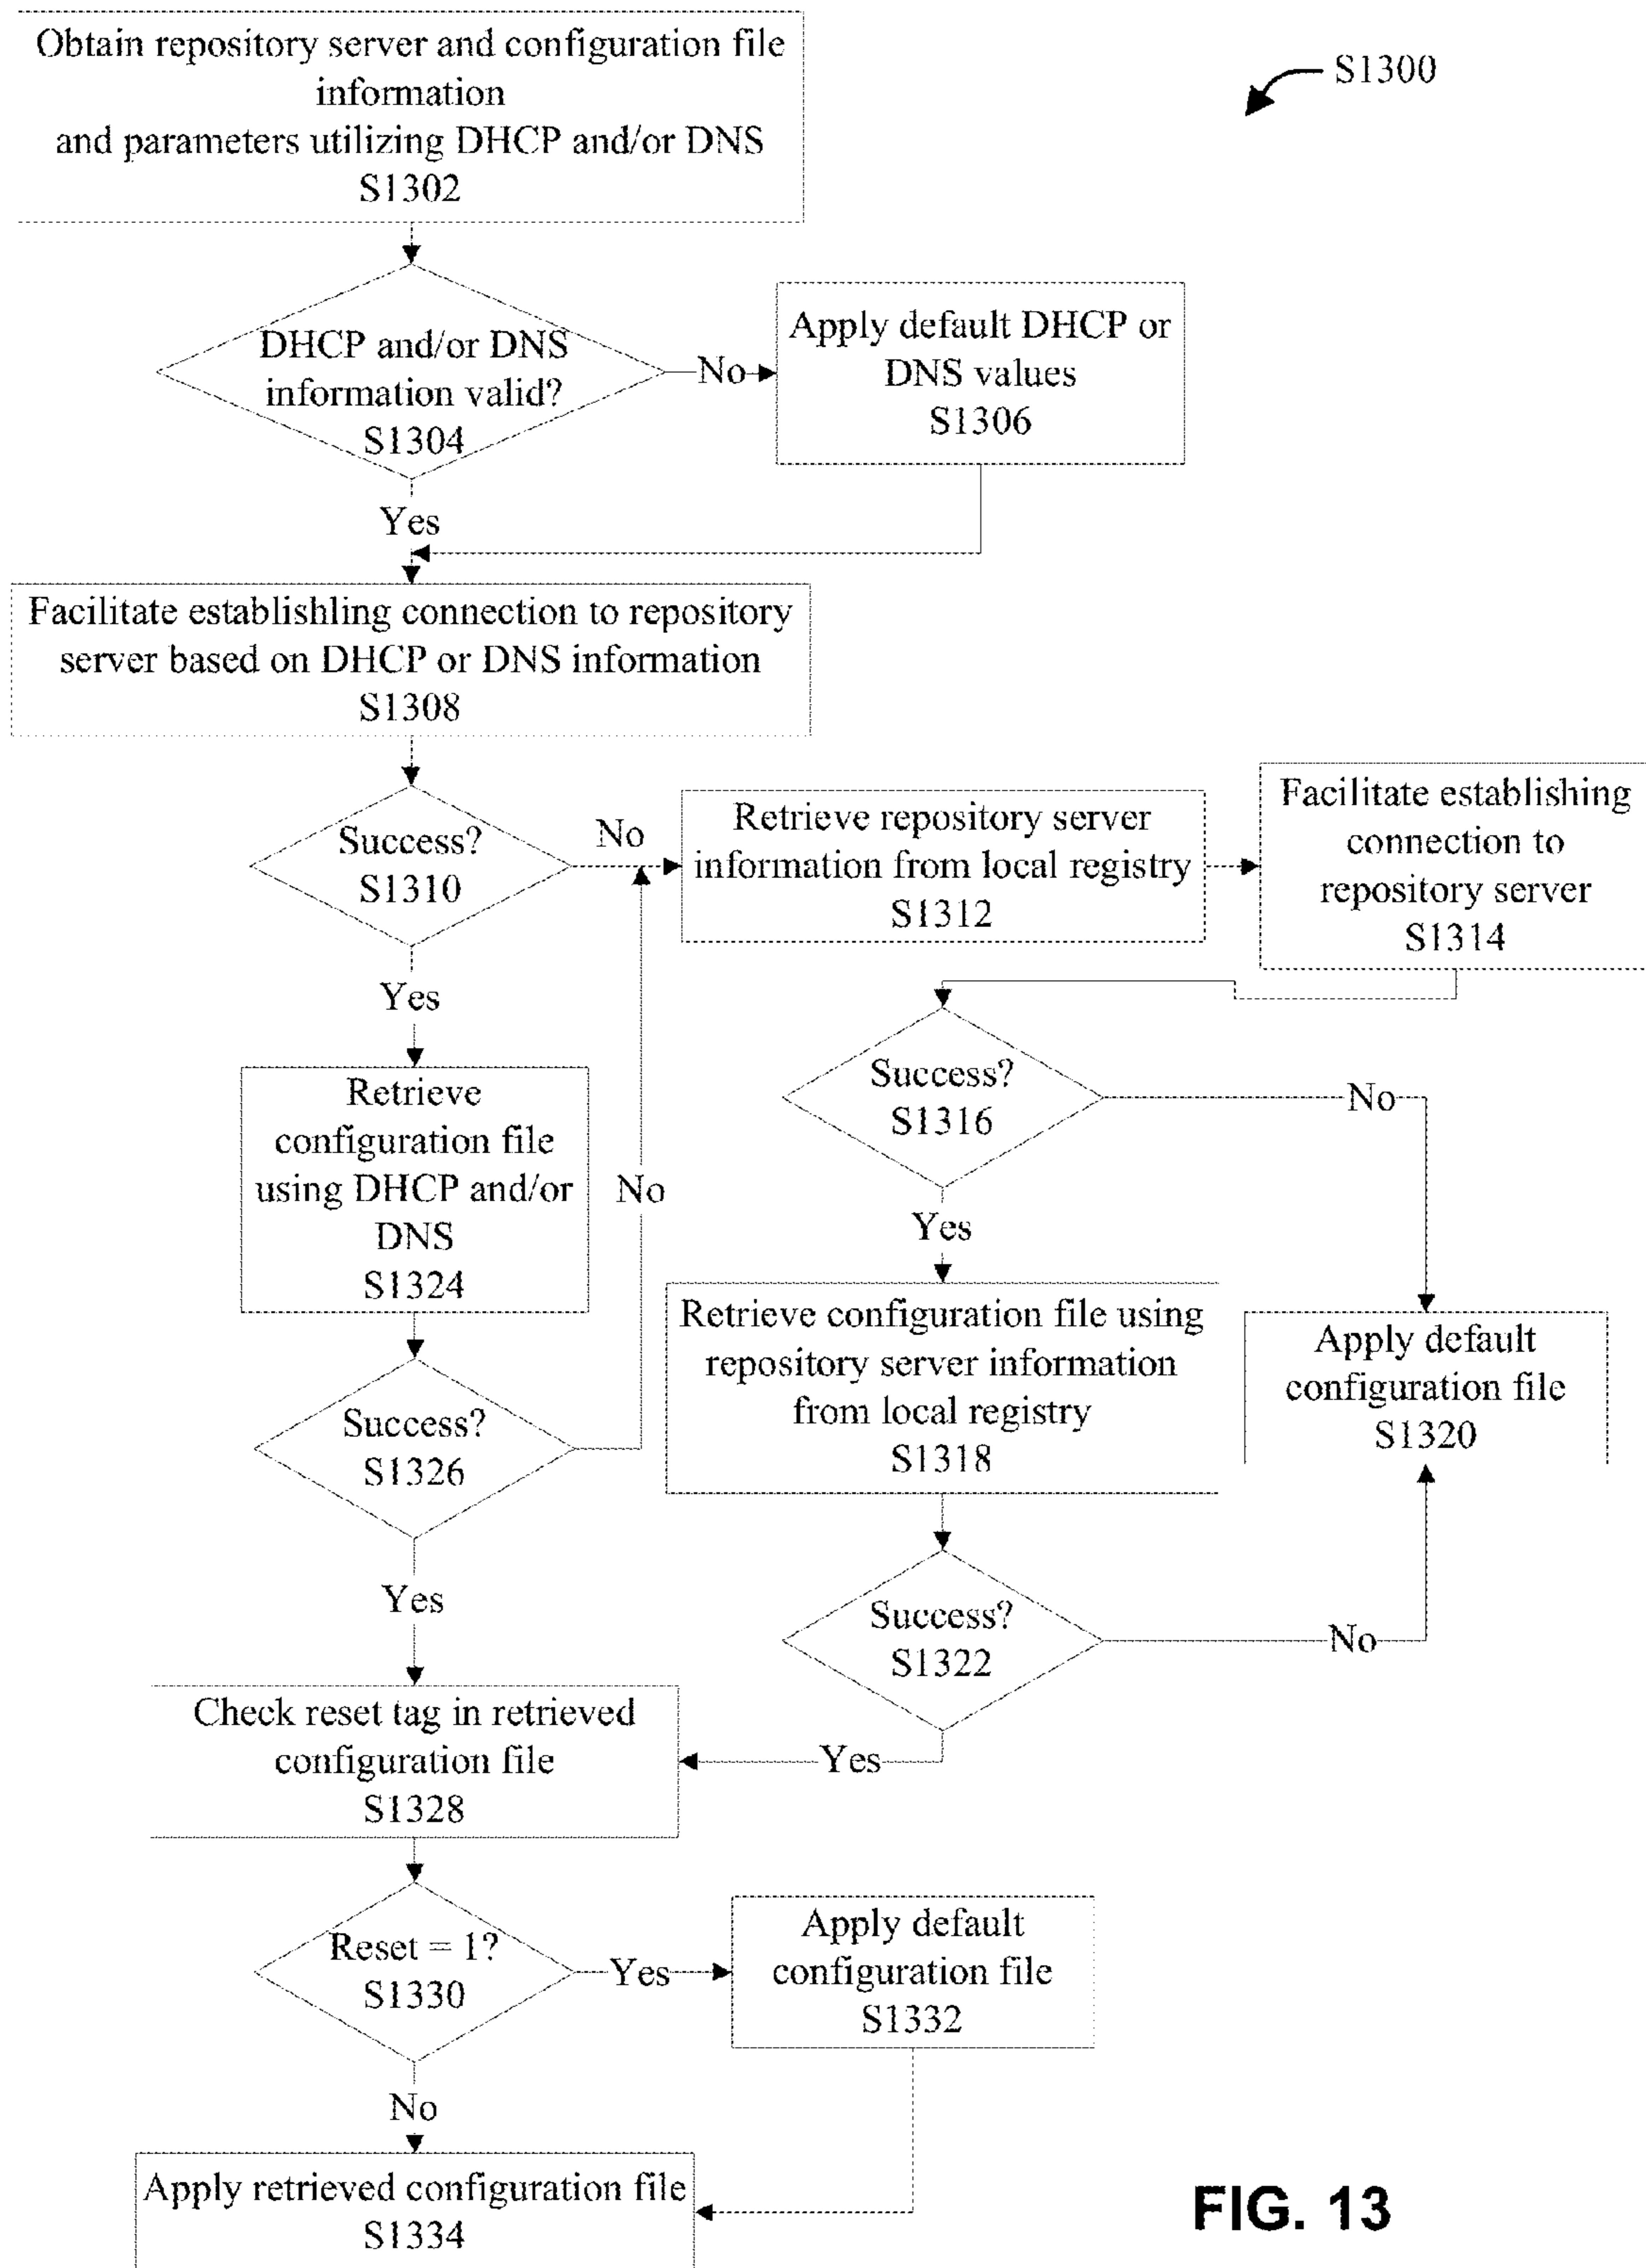 Obtain repository server and configuration file
information
and parameters utilizing DHCP and/or DNS
S1302
S1300
DHCP and/or DNS
information valid?
S1304
No
Apply default DHCP or
DNS values
S1306
Yes
Facilitate establishling connection to repository
server based on DHCP or DNS information
S1308
Success?
S1310
No
Retrieve repository server
information from local registry
S1312
Facilitate establishing
connection to
repository server
S1314
Yes
Retrieve
configuration file
using DHCP and/or
DNS
S1324
No
Success?
S1316
No
Yes
Retrieve configuration file using
repository server information
from local registry
S1318
Apply default
configuration file
S1320
Success?
S1326
Yes
Success?
S1322
No
Yes
Check reset tag in retrieved
configuration file
S1328
Reset = 1?
S1330
Yes
Apply default
configuration file
S1332
No
Apply retrieved configuration file
S1334
FIG. 13